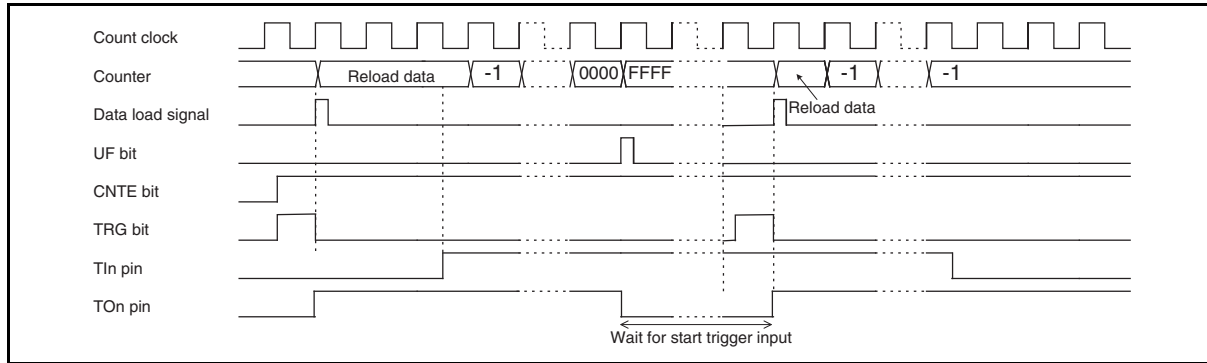 Count clock
Counter
Reload data
-1
0000
FFFF
-1
-1
Reload data
Data load signal
UF bit
CNTE bit
TRG bit
TIn pin
TOn pin
Wait for start trigger input